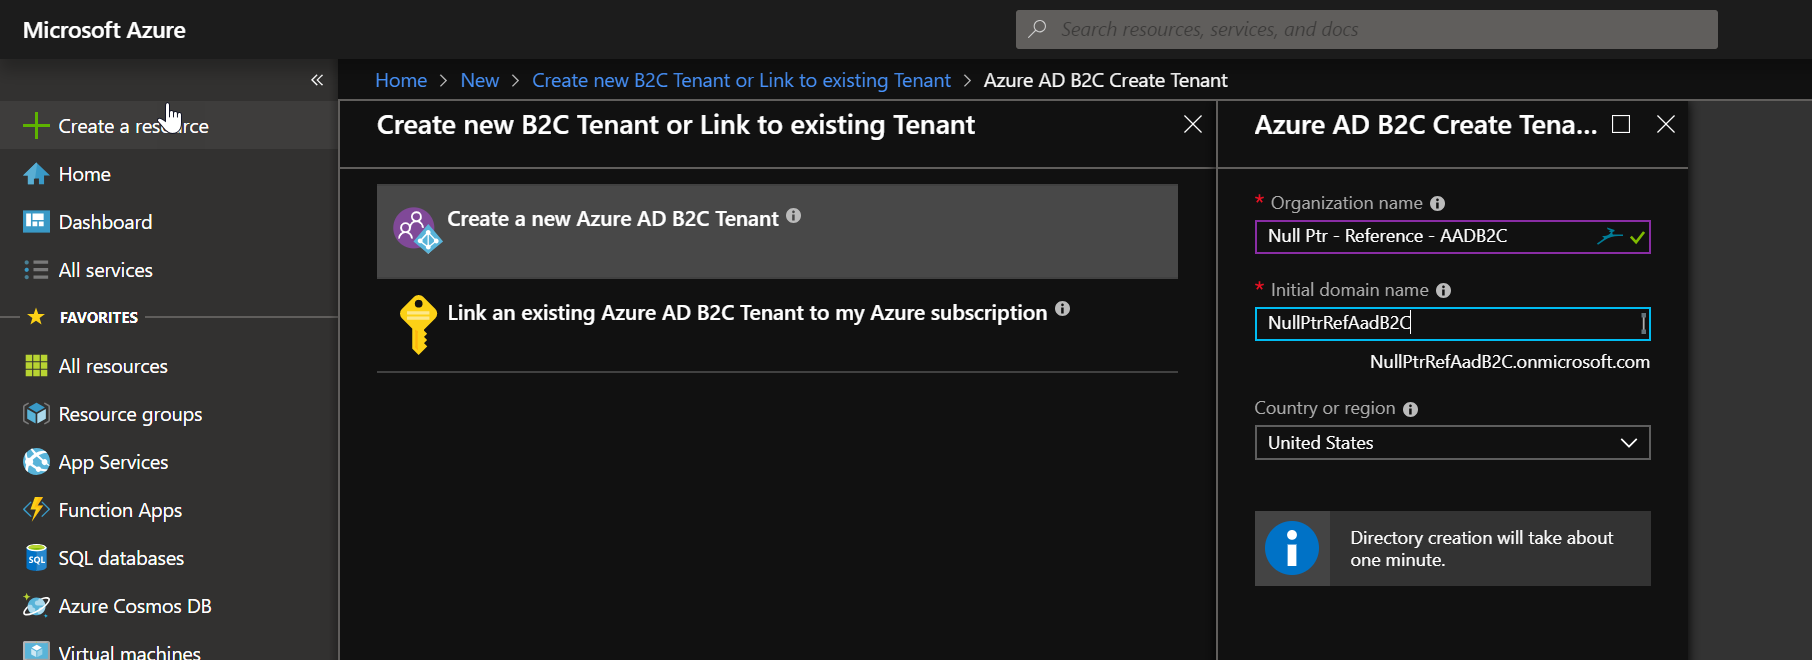 Microsoft Azure
Search resources, services, and docs
«
Home > New > Create new B2C Tenant or Link to existing Tenant > Azure AD B2C Create Tenant
Create a resource
Home
Dashboard
All services
FAVORITES
All resources
Resource groups
App Services
Function Apps
SQL
SQL databases
Azure Cosmos DB
Virtual machines
Create new B2C Tenant or Link to existing Tenant
Create a new Azure AD B2C Tenant
Link an existing Azure AD B2C Tenant to my Azure subscription
Azure AD B2C Create Tena...
* Organization name
Null Ptr - Reference - AADB2C
* Initial domain name
NullPtrRefAadB2C
NullPtrRefAadB2C.onmicrosoft.com
Country or region
United States
Directory creation will take about
one minute.